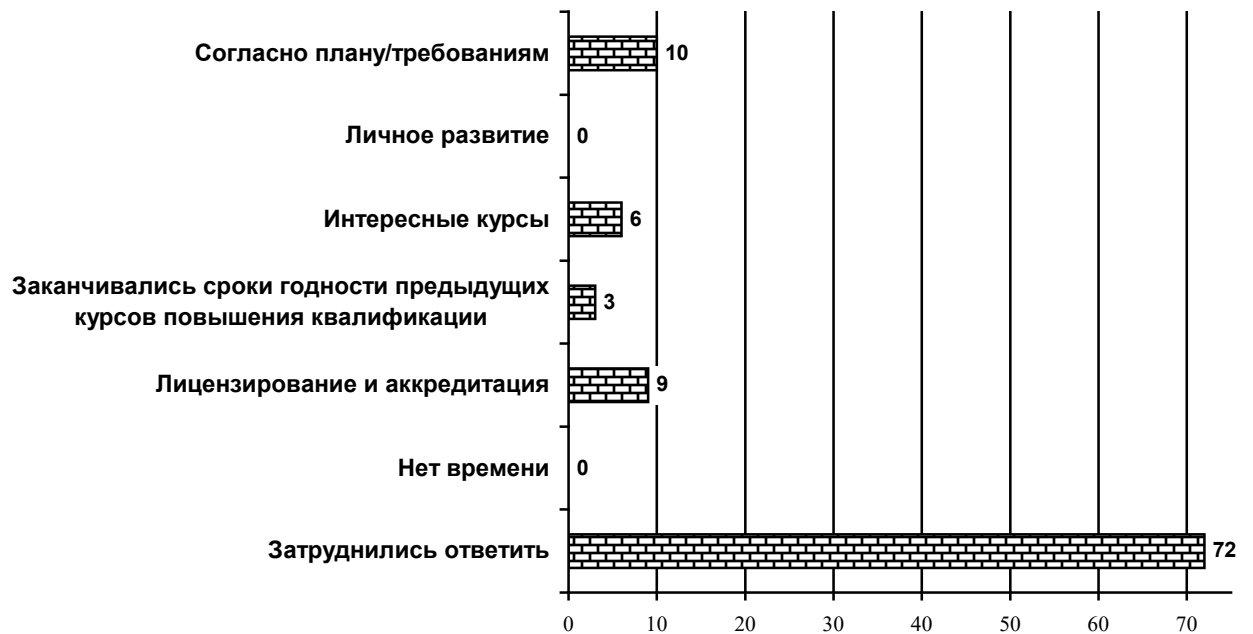 Согласно плану/требованиям
10
Личное развитие
0
Интересные курсы
6
Заканчивались сроки годности предыдущих
курсов повышения квалификации
3
Лицензирование и аккредитация
9
Нет времени
0
Затруднились ответить
72
0 10 20 30 40 50 60 70